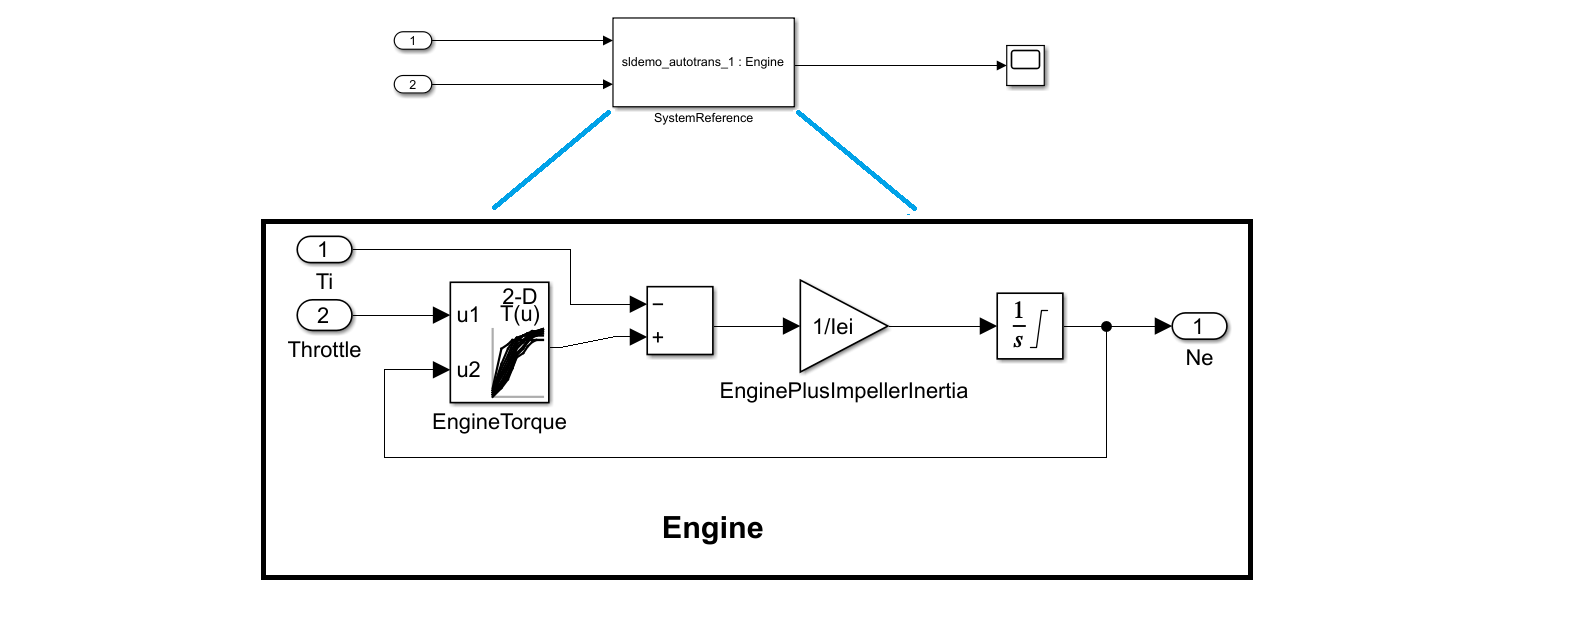 1
sldemo_autotrans_1 : Engine
2
SystemReference
1
Ti
2
Throttle
u1
2-D
T(u)
u2
EngineTorque
−
+
1/Iei
EnginePlusImpellerInertia
1
s
1
Ne
Engine